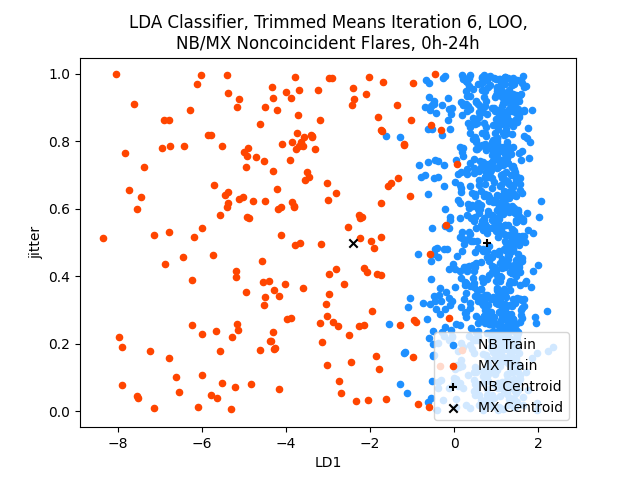 LDA Classifier, Trimmed Means Iteration 6, LOO,
NB/MX Noncoincident Flares, 0h-24h
1.0
0.8
0.6
0.4
0.2
0.0
jitter
NB Train
MX Train
NB Centroid
MX Centroid
−8 −6 −4 −2 0 2
LD1